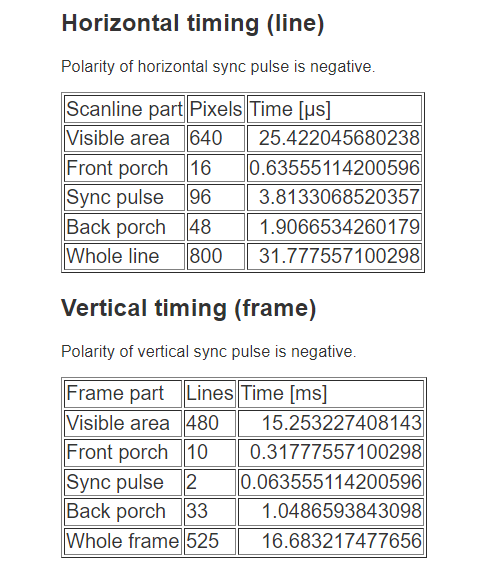 Horizontal timing (line)
Polarity of horizontal sync pulse is negative.
Scanline part Pixels Time [µs]
Visible area 640 25.422045680238
Front porch 16 0.63555114200596
Sync pulse 96 3.8133068520357
Back porch 48 1.9066534260179
Whole line 800 31.777557100298
Vertical timing (frame)
Polarity of vertical sync pulse is negative.
Frame part Lines Time [ms]
Visible area 480 15.253227408143
Front porch 10 0.31777557100298
Sync pulse 2 0.063555114200596
Back porch 33 1.0486593843098
Whole frame 525 16.683217477656